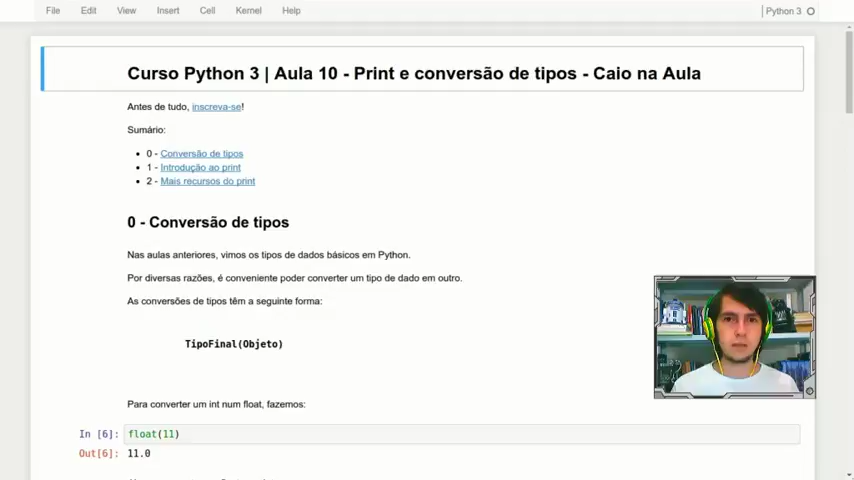 File Edit View Insert Cell Kernel Help
Python 3
Curso Python 3 | Aula 10 - Print e conversão de tipos - Caio na Aula
Antes de tudo, inscreva-se!
Sumário:
0 - Conversão de tipos
1 - Introdução ao print
2 - Mais recursos do print
0 - Conversão de tipos
Nas aulas anteriores, vimos os tipos de dados básicos em Python.
Por diversas razões, é conveniente poder converter um tipo de dado em outro.
As conversões de tipos têm a seguinte forma:
TipoFinal(Objeto)
Para converter um int num float, fazemos:
In [6]: float(11)
Out[6]: 11.0